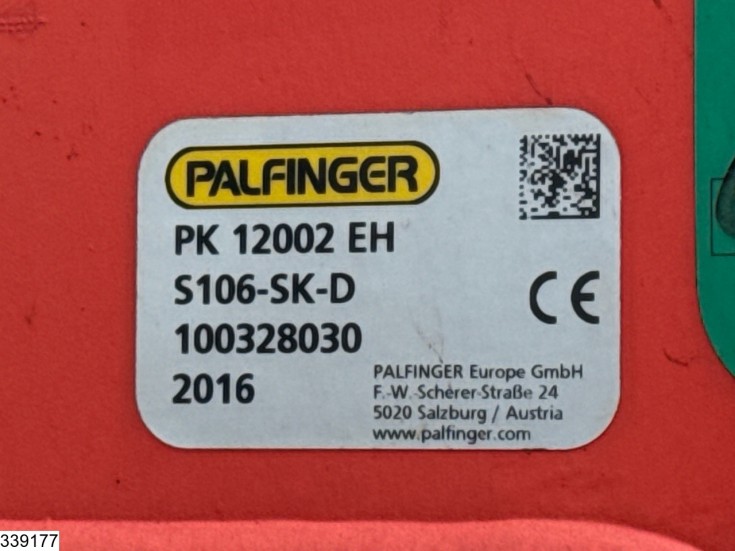 PALFINGER
PK 12002 EH
S106-SK-D
100328030
2016
CE
PALFINGER Europe GmbH
F.-W.-Scherer-Straße 24
5020 Salzburg / Austria
www.palfinger.com
339177